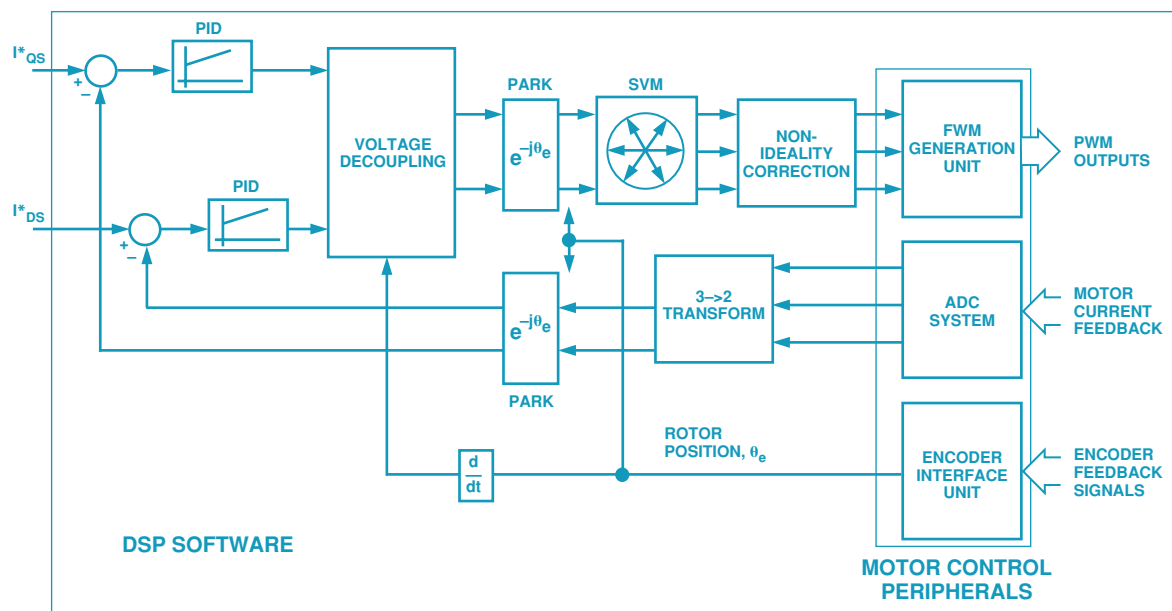 I*QS
+
−
PID
VOLTAGE
DECOUPLING
PARK
e−jθe
SVM
NON-
IDEALITY
CORRECTION
FWM
GENERATION
UNIT
PWM
OUTPUTS
I*DS
+
−
PID
e−jθe
PARK
3–>2
TRANSFORM
ADC
SYSTEM
MOTOR
CURRENT
FEEDBACK
d
dt
ROTOR
POSITION, θe
ENCODER
INTERFACE
UNIT
ENCODER
FEEDBACK
SIGNALS
DSP SOFTWARE
MOTOR CONTROL
PERIPHERALS